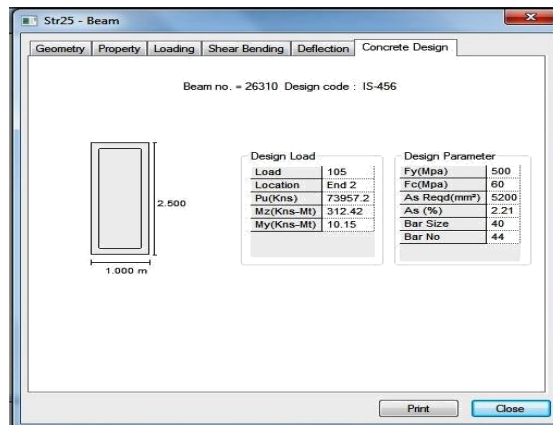 Str25 - Beam
Geometry Property Loading Shear Bending Deflection Concrete Design
Beam no. = 26310 Design code : IS-456
2.500
1.000 m
Design Load
Load 105
Location End 2
Pu(Kns) 73957.2
Mz(Kns-Mt) 312.42
My(Kns-Mt) 10.15
Design Parameter
Fy(Mpa) 500
Fc(Mpa) 60
As Reqd(mm²) 5200
As (%) 2.21
Bar Size 40
Bar No 44
Print Close